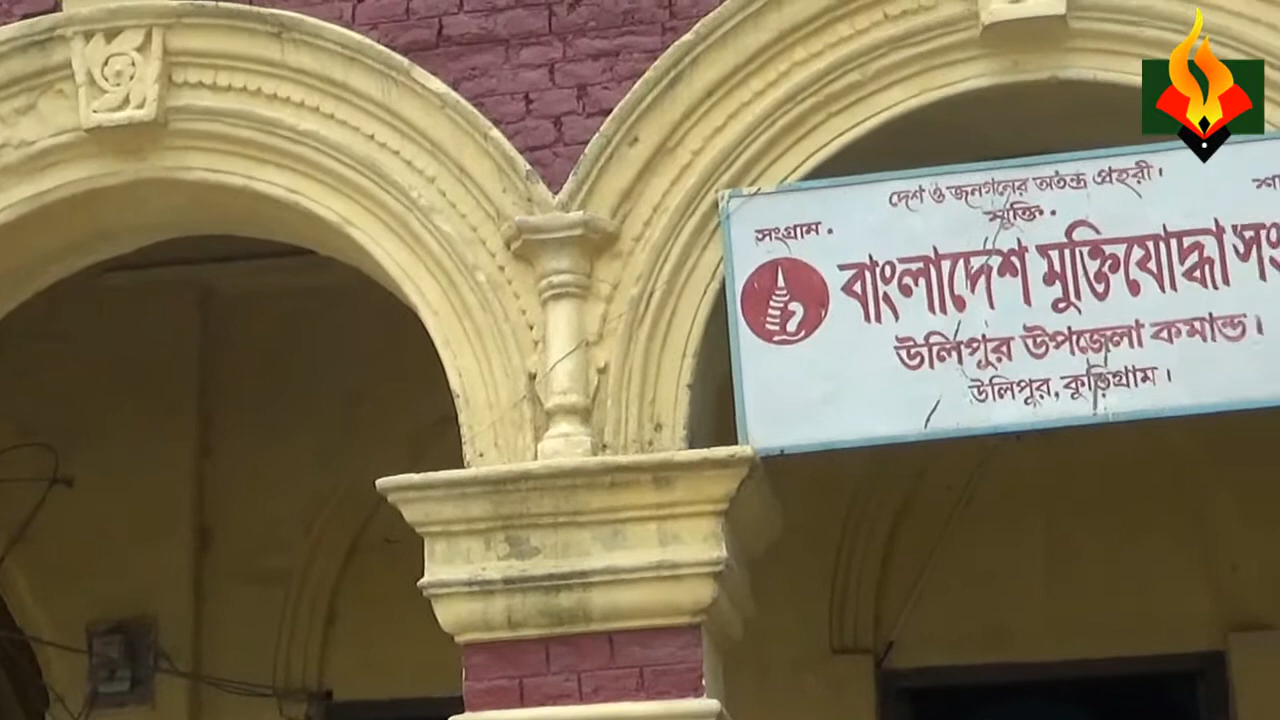 দেশ ও জনগনের অতন্দ্র প্রহরী।
সংগ্রাম. মুক্তি.
বাংলাদেশ মুক্তিযোদ্ধা
উলিপুর উপজেলা কমান্ড।
উলিপুর, কুড়িগ্রাম।